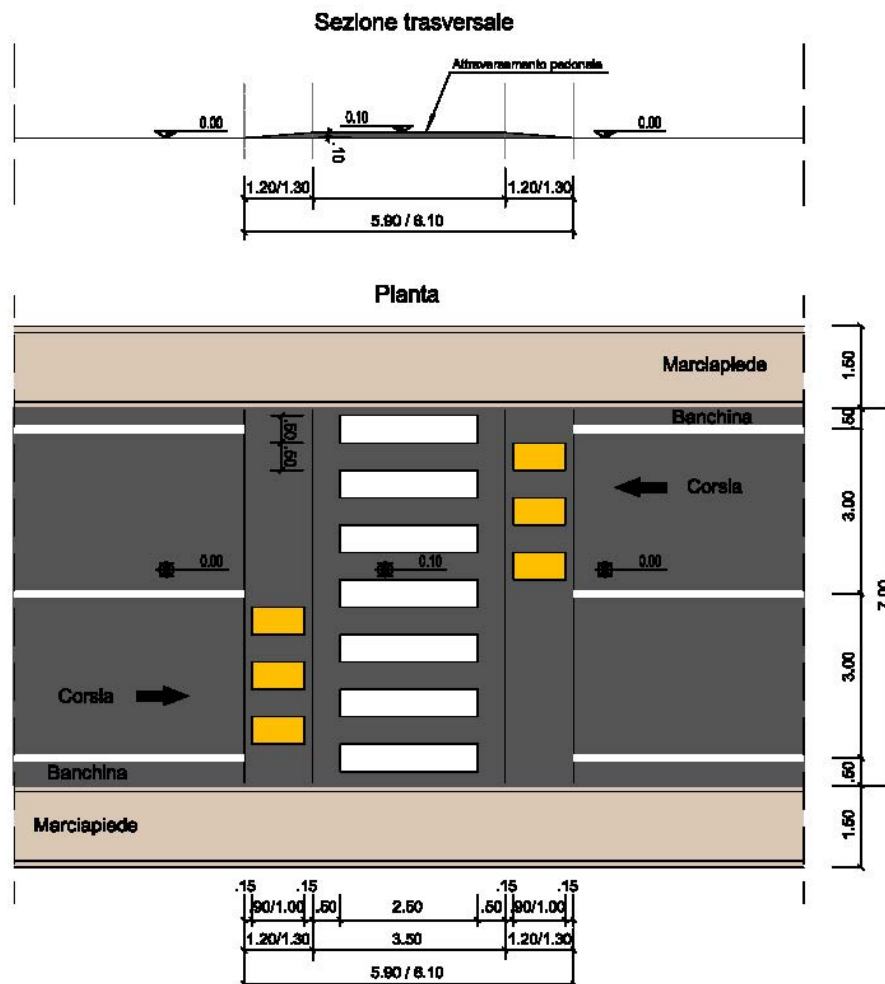 Sezione trasversale
Attraversamento pedonale
0.00
0.10
0.00
.10
1.20/1.30
1.20/1.30
5.90 / 6.10
Planta
Marciapiede
1.50
Banchina
.50
.50
.50
Corsia
3.00
0.00
0.10
0.00
7.00
Corsia
3.00
Banchina
.50
Marciapiede
1.50
.15 .15 .15 .15
.90/1.00 .50 2.50 .50 .90/1.00
1.20/1.30 3.50 1.20/1.30
5.90 / 6.10